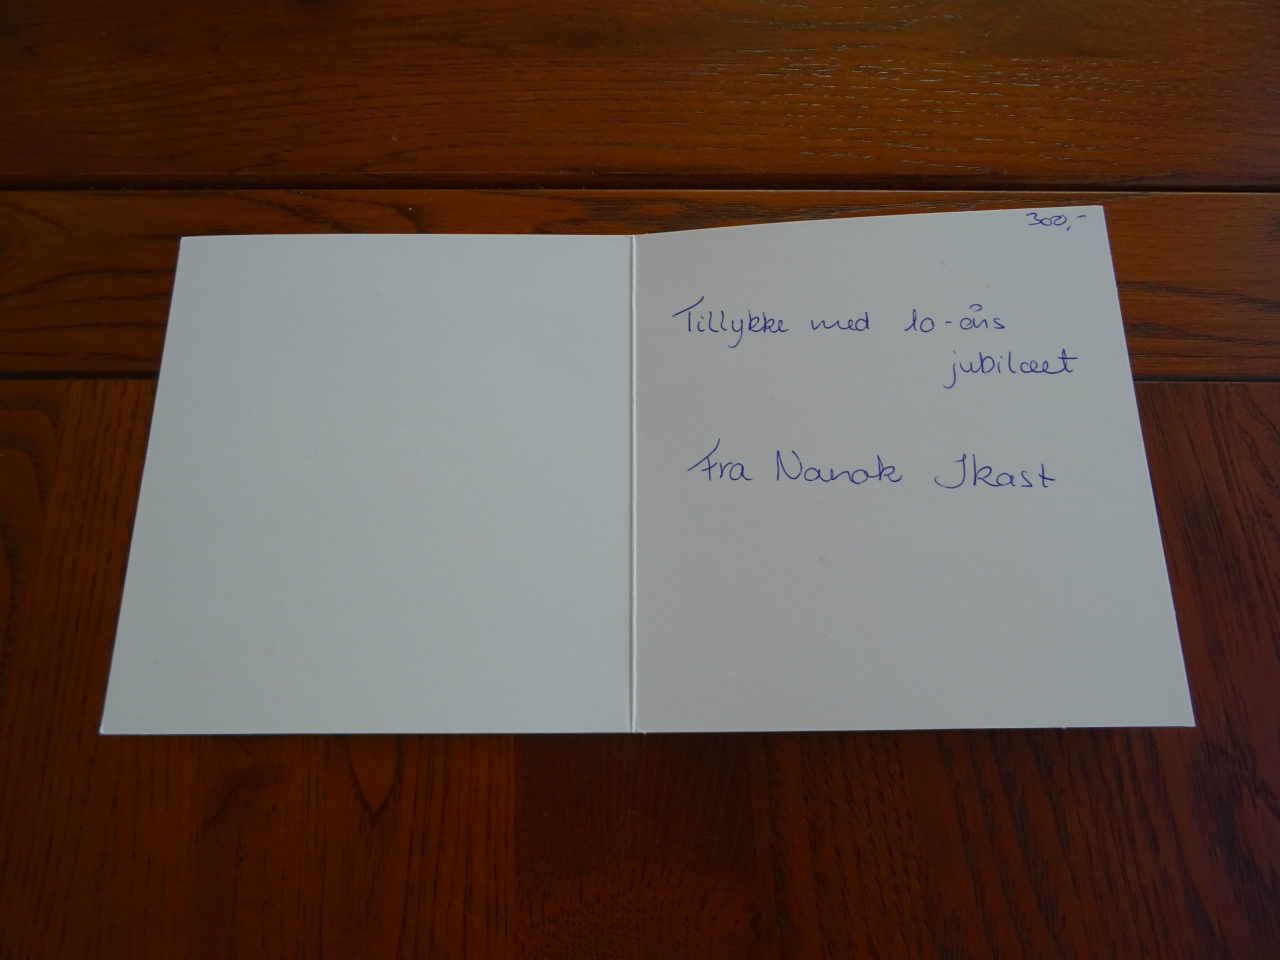 300,-
Tillykke med 10-års
jubilæet
Fra Nanok Ikast